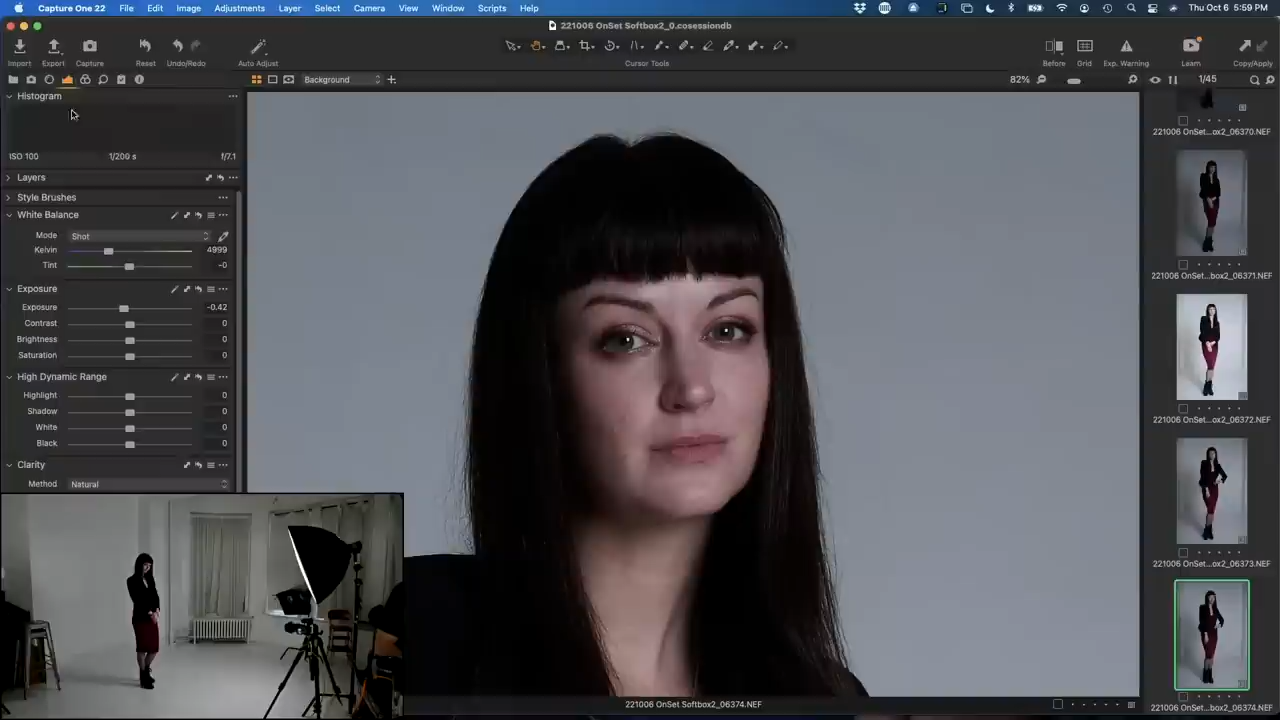 Capture One 22 File Edit Image Adjustments Layer Select Camera View Window Scripts Help Thu Oct 6 5:59 PM
221006 OnSet Softbox2_0.cosessiondb
Import Export Capture Reset Undo/Redo Auto Adjust Cursor Tools Before Grid Exp. Warning Learn Copy/Apply
Background 82% 1/45
Histogram
ISO 100 1/200 s f/7.1
Layers
Style Brushes
White Balance
Mode Shot
Kelvin 4999
Tint -0
Exposure
Exposure -0.42
Contrast 0
Brightness 0
Saturation 0
High Dynamic Range
Highlight 0
Shadow 0
White 0
Black 0
Clarity
Method Natural
221006 OnSet Softbox2_06374.NEF
221006 OnSet...ox2_06370.NEF
221006 OnSet...box2_06371.NEF
221006 OnSet...ox2_06372.NEF
221006 OnSet...ox2_06373.NEF
221006 OnSet...ox2_06374.NEF